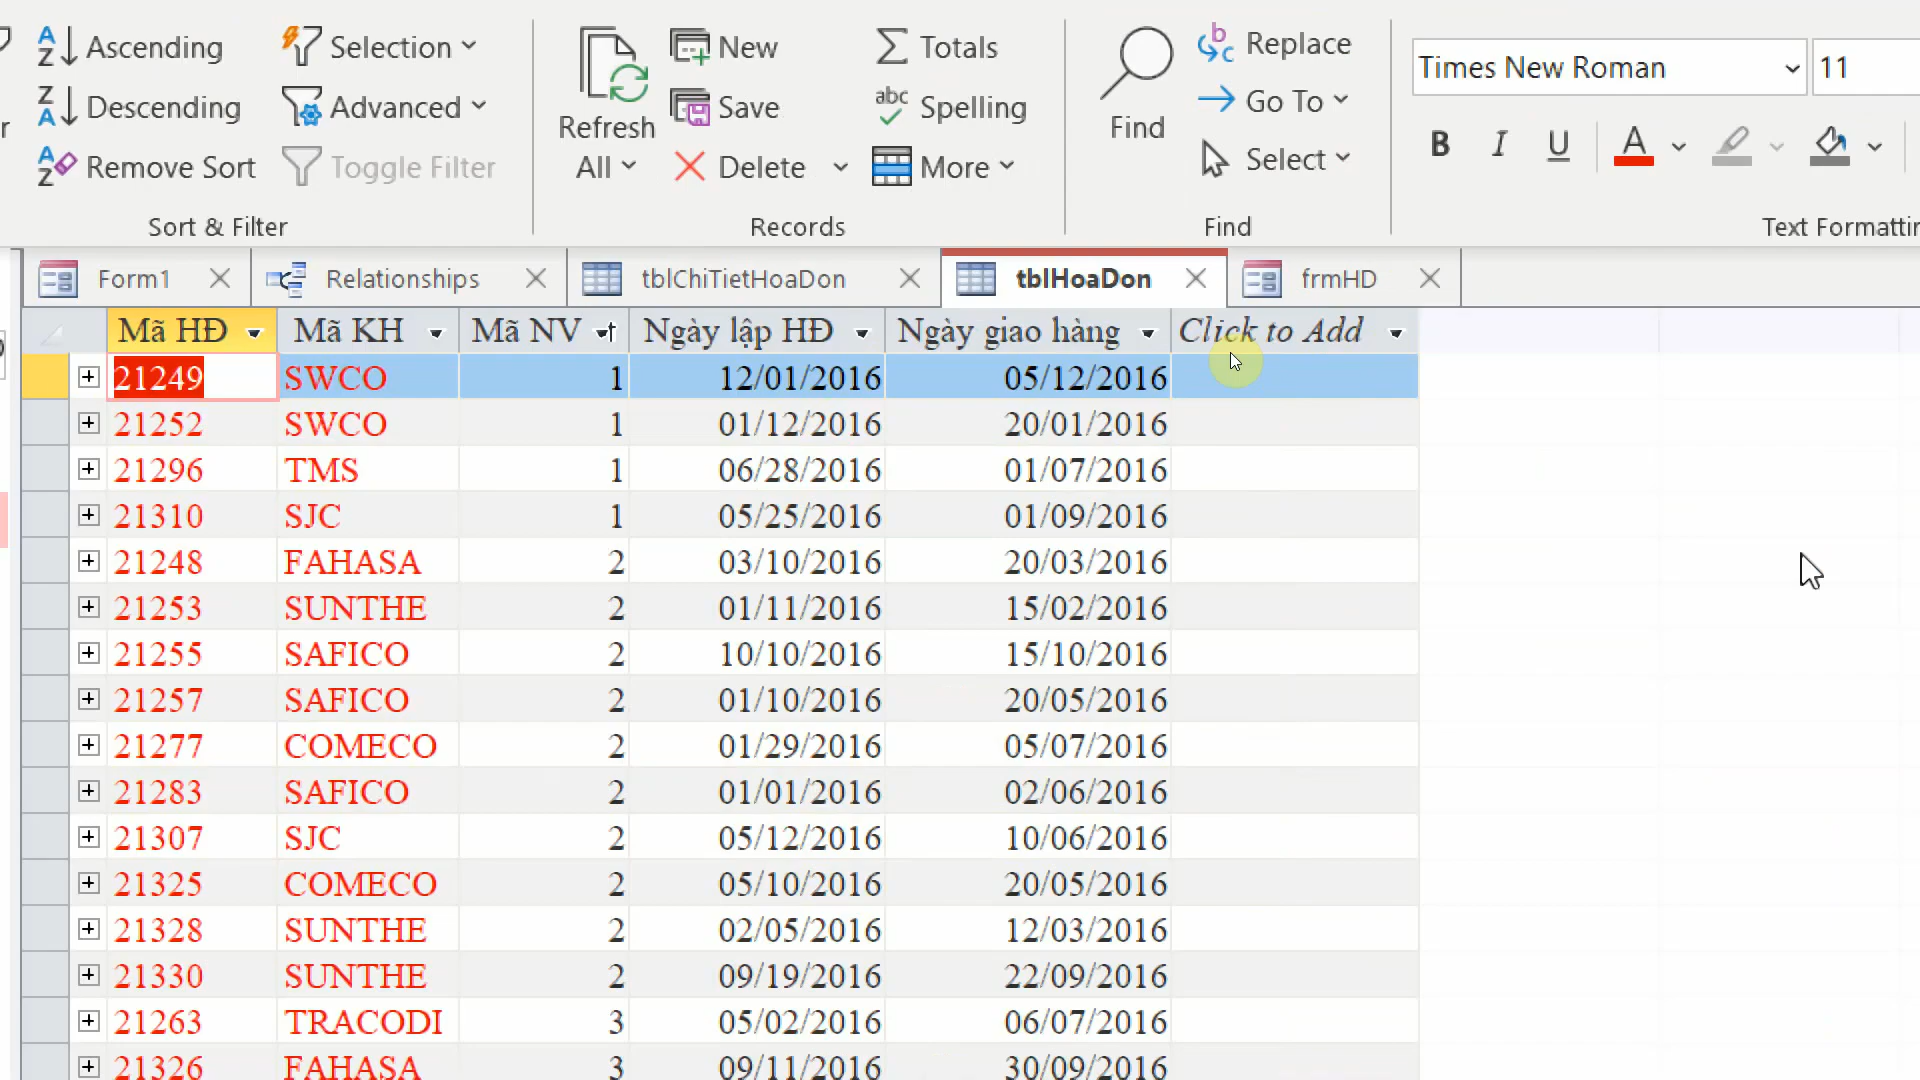 Ascending Selection New Totals Replace Times New Roman 11
Descending Advanced Refresh Save abc Spelling Find Go To B I U A
Remove Sort Toggle Filter All Delete More Select
Sort & Filter Records Find Text Formattin
Form1 Relationships tblChiTietHoaDon tblHoaDon frmHD
Mã HĐ Mã KH Mã NV Ngày lập HĐ Ngày giao hàng Click to Add
21249 SWCO 1 12/01/2016 05/12/2016
21252 SWCO 1 01/12/2016 20/01/2016
21296 TMS 1 06/28/2016 01/07/2016
21310 SJC 1 05/25/2016 01/09/2016
21248 FAHASA 2 03/10/2016 20/03/2016
21253 SUNTHE 2 01/11/2016 15/02/2016
21255 SAFICO 2 10/10/2016 15/10/2016
21257 SAFICO 2 01/10/2016 20/05/2016
21277 COMECO 2 01/29/2016 05/07/2016
21283 SAFICO 2 01/01/2016 02/06/2016
21307 SJC 2 05/12/2016 10/06/2016
21325 COMECO 2 05/10/2016 20/05/2016
21328 SUNTHE 2 02/05/2016 12/03/2016
21330 SUNTHE 2 09/19/2016 22/09/2016
21263 TRACODI 3 05/02/2016 06/07/2016
21326 FAHASA 3 09/11/2016 30/09/2016